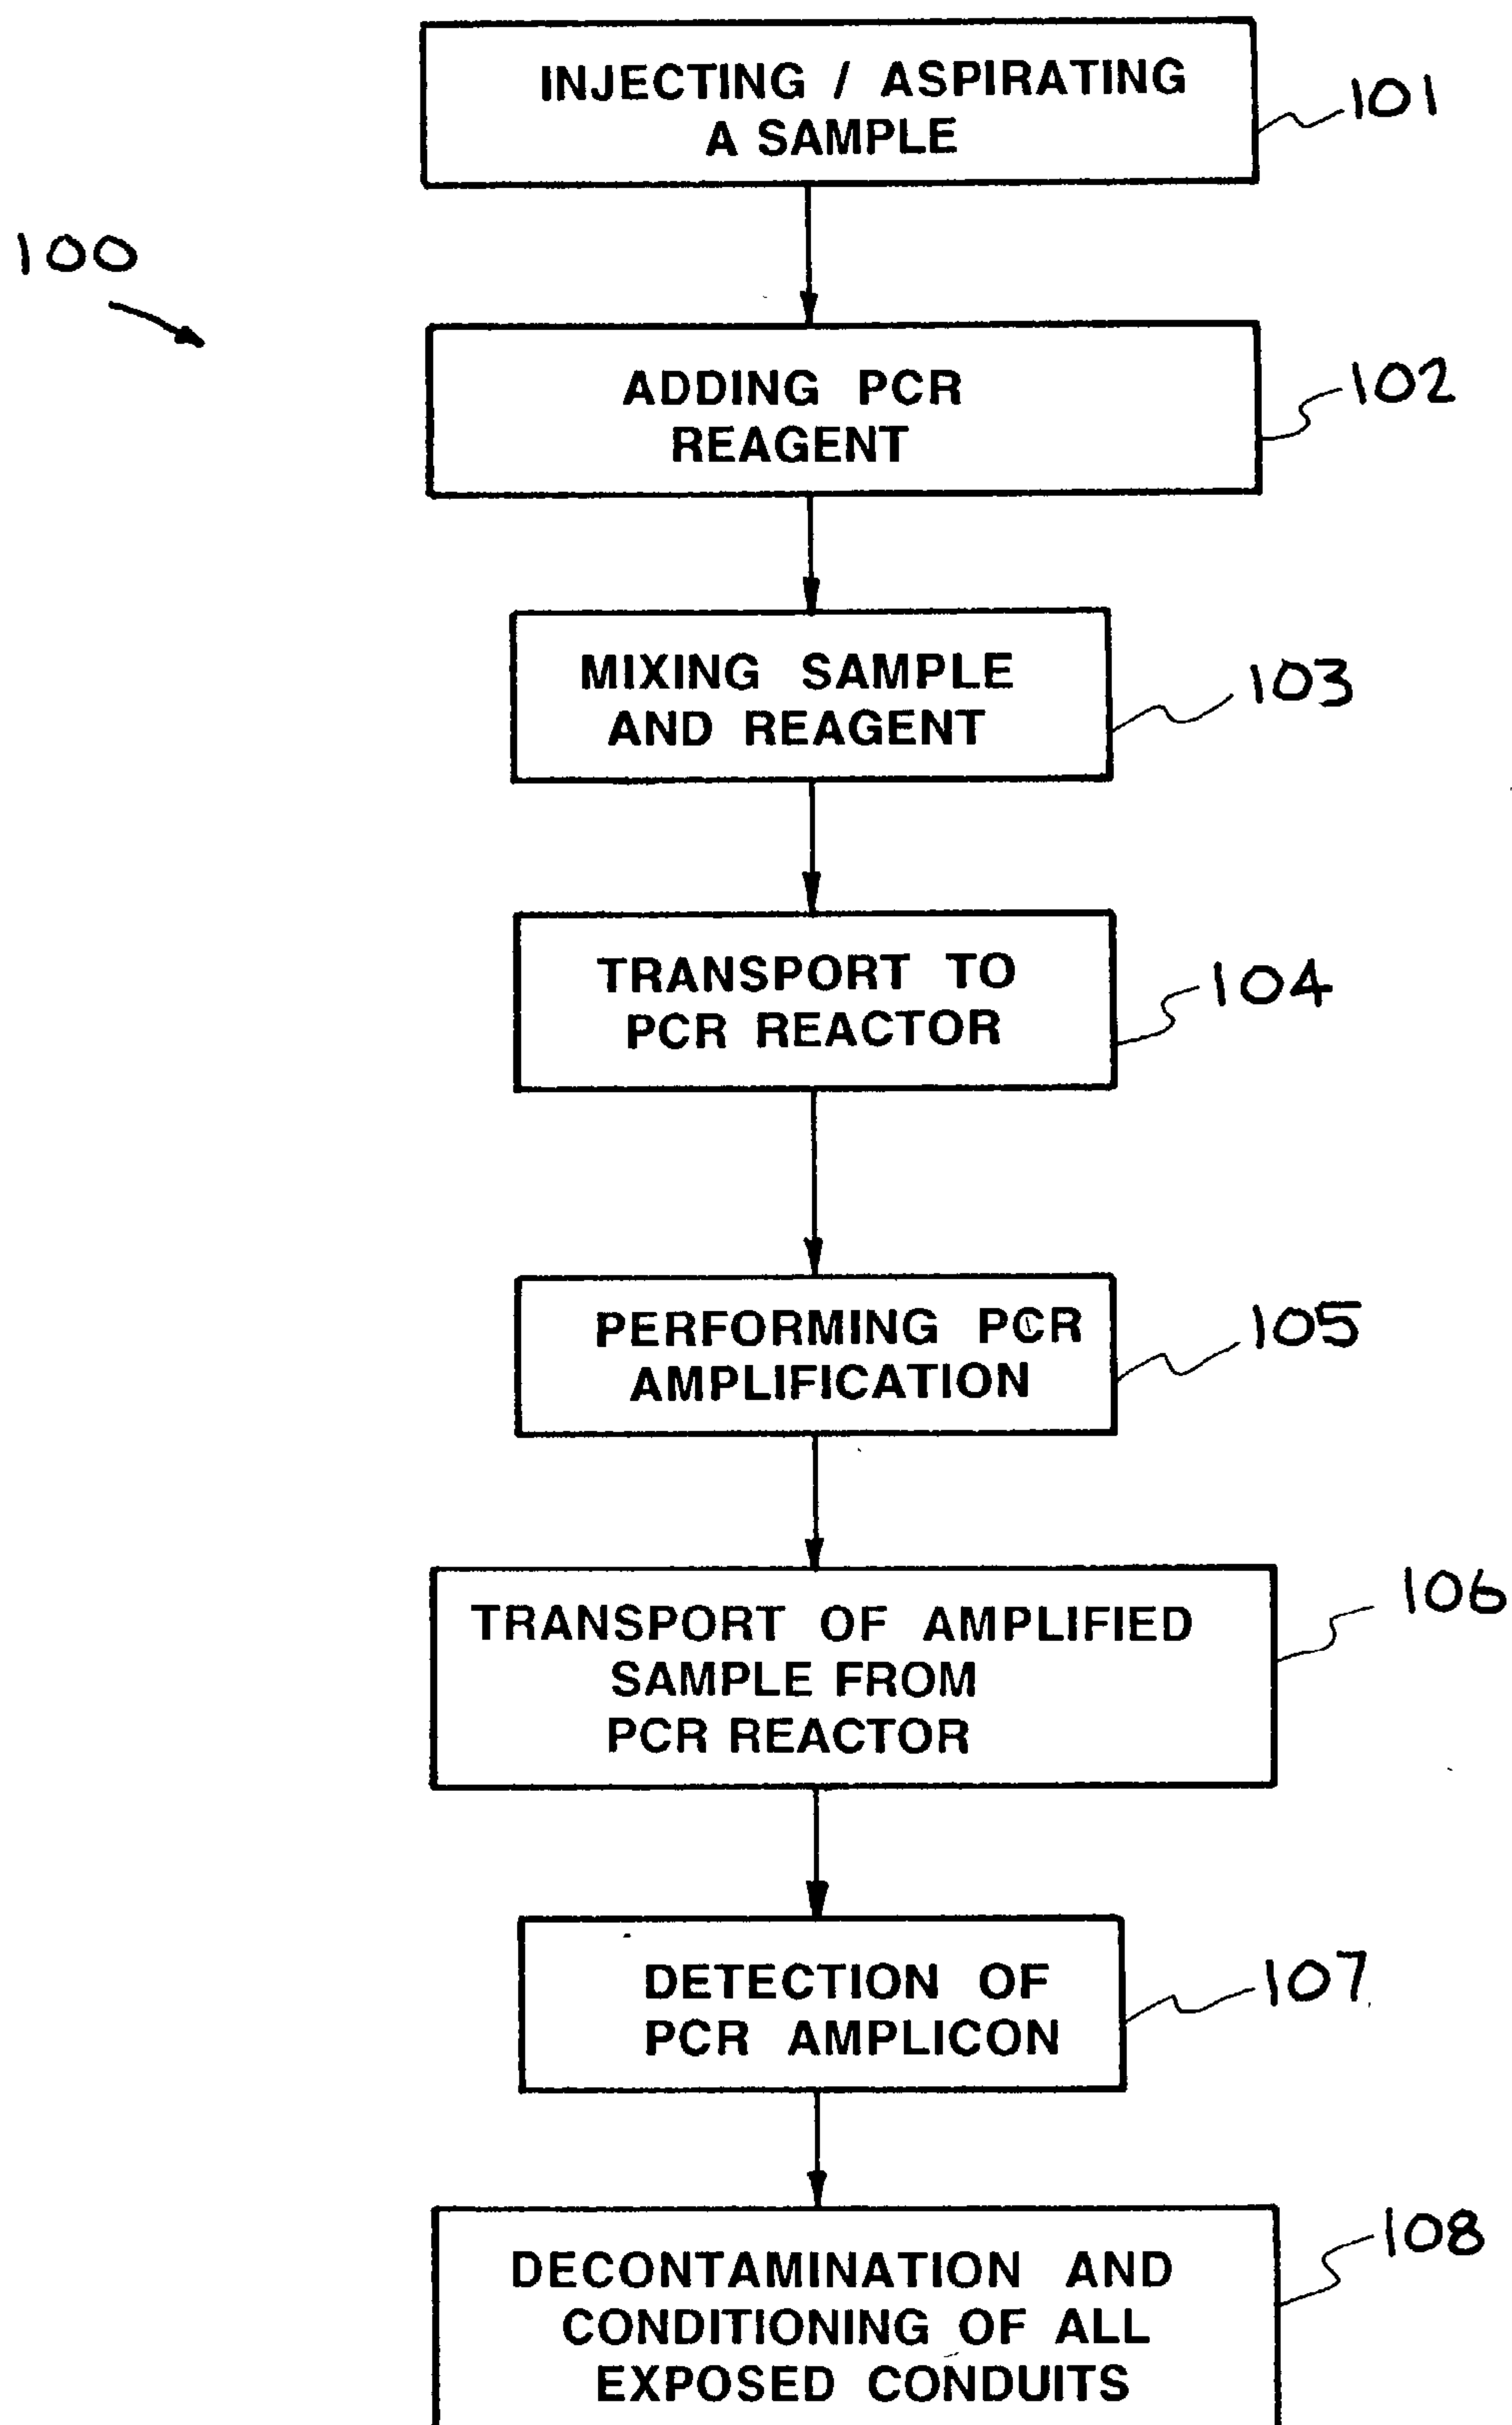 INJECTING / ASPIRATING
A SAMPLE
101
100
ADDING PCR
REAGENT
102
MIXING SAMPLE
AND REAGENT
103
TRANSPORT TO
PCR REACTOR
104
PERFORMING PCR
AMPLIFICATION
105
TRANSPORT OF AMPLIFIED
SAMPLE FROM
PCR REACTOR
106
DETECTION OF
PCR AMPLICON
107
DECONTAMINATION AND
CONDITIONING OF ALL
EXPOSED CONDUITS
108